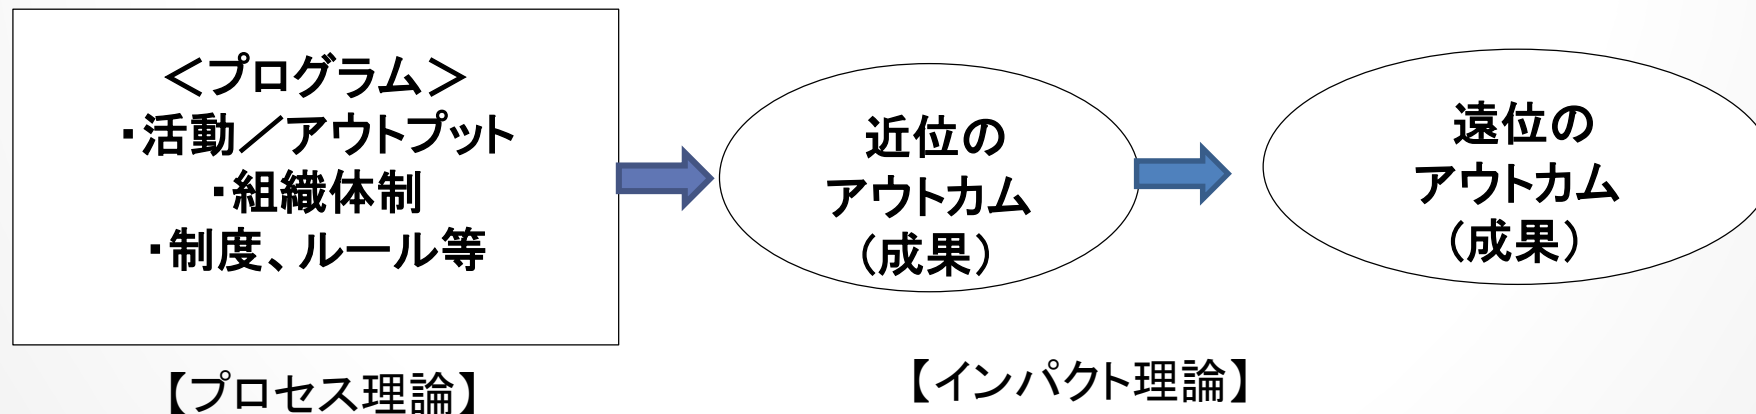 ＜プログラム＞
・活動／アウトプット
・組織体制
・制度、ルール等
近位の
アウトカム
（成果）
遠位の
アウトカム
（成果）
【プロセス理論】
【インパクト理論】